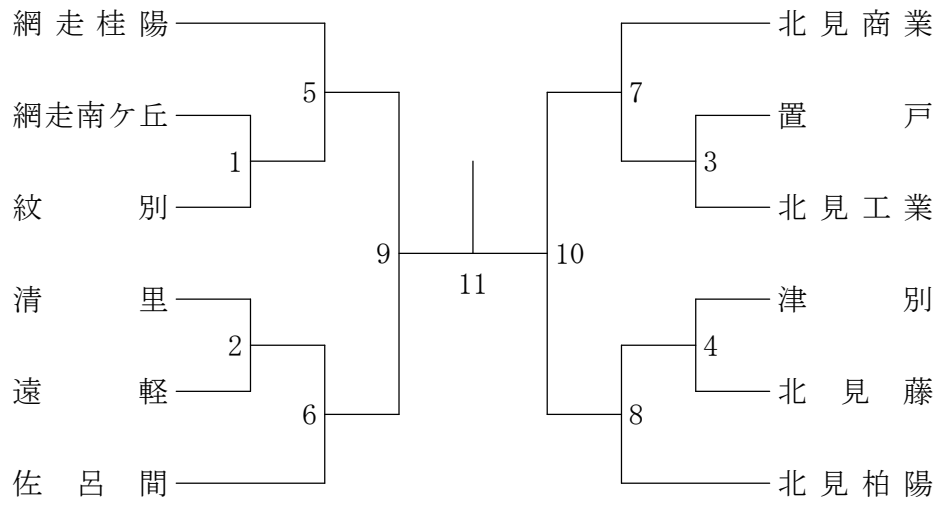 網走桂陽
北見商業
5
7
網走南ケ丘
置戸
1
3
紋別
北見工業
9
10
11
清里
津別
2
4
遠軽
北見藤
6
8
佐呂間
北見柏陽